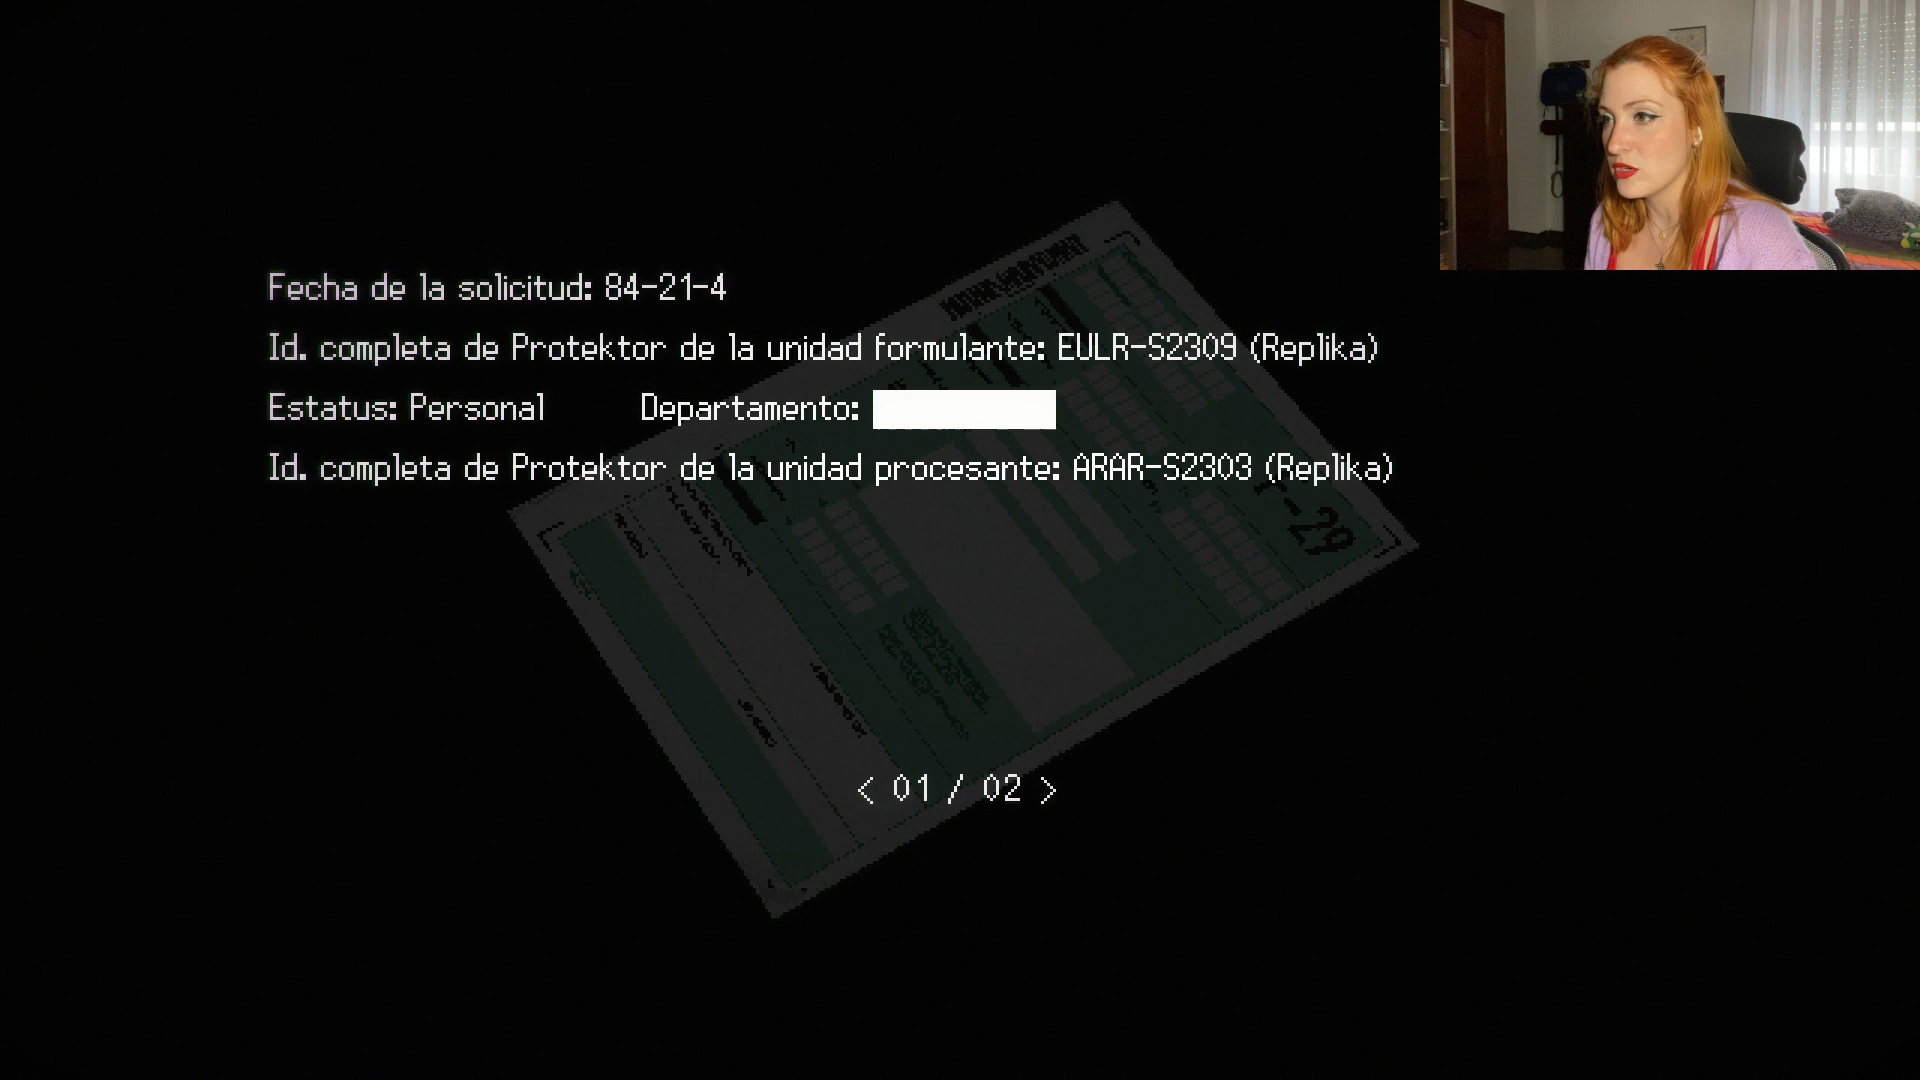 Fecha de la solicitud: 84-21-4
Id. completa de Protektor de la unidad formulante: EULR-S2309 (Replika)
Estatus: Personal Departamento:
Id. completa de Protektor de la unidad procesante: ARAR-S2303 (Replika)
-29
< 01 / 02 >